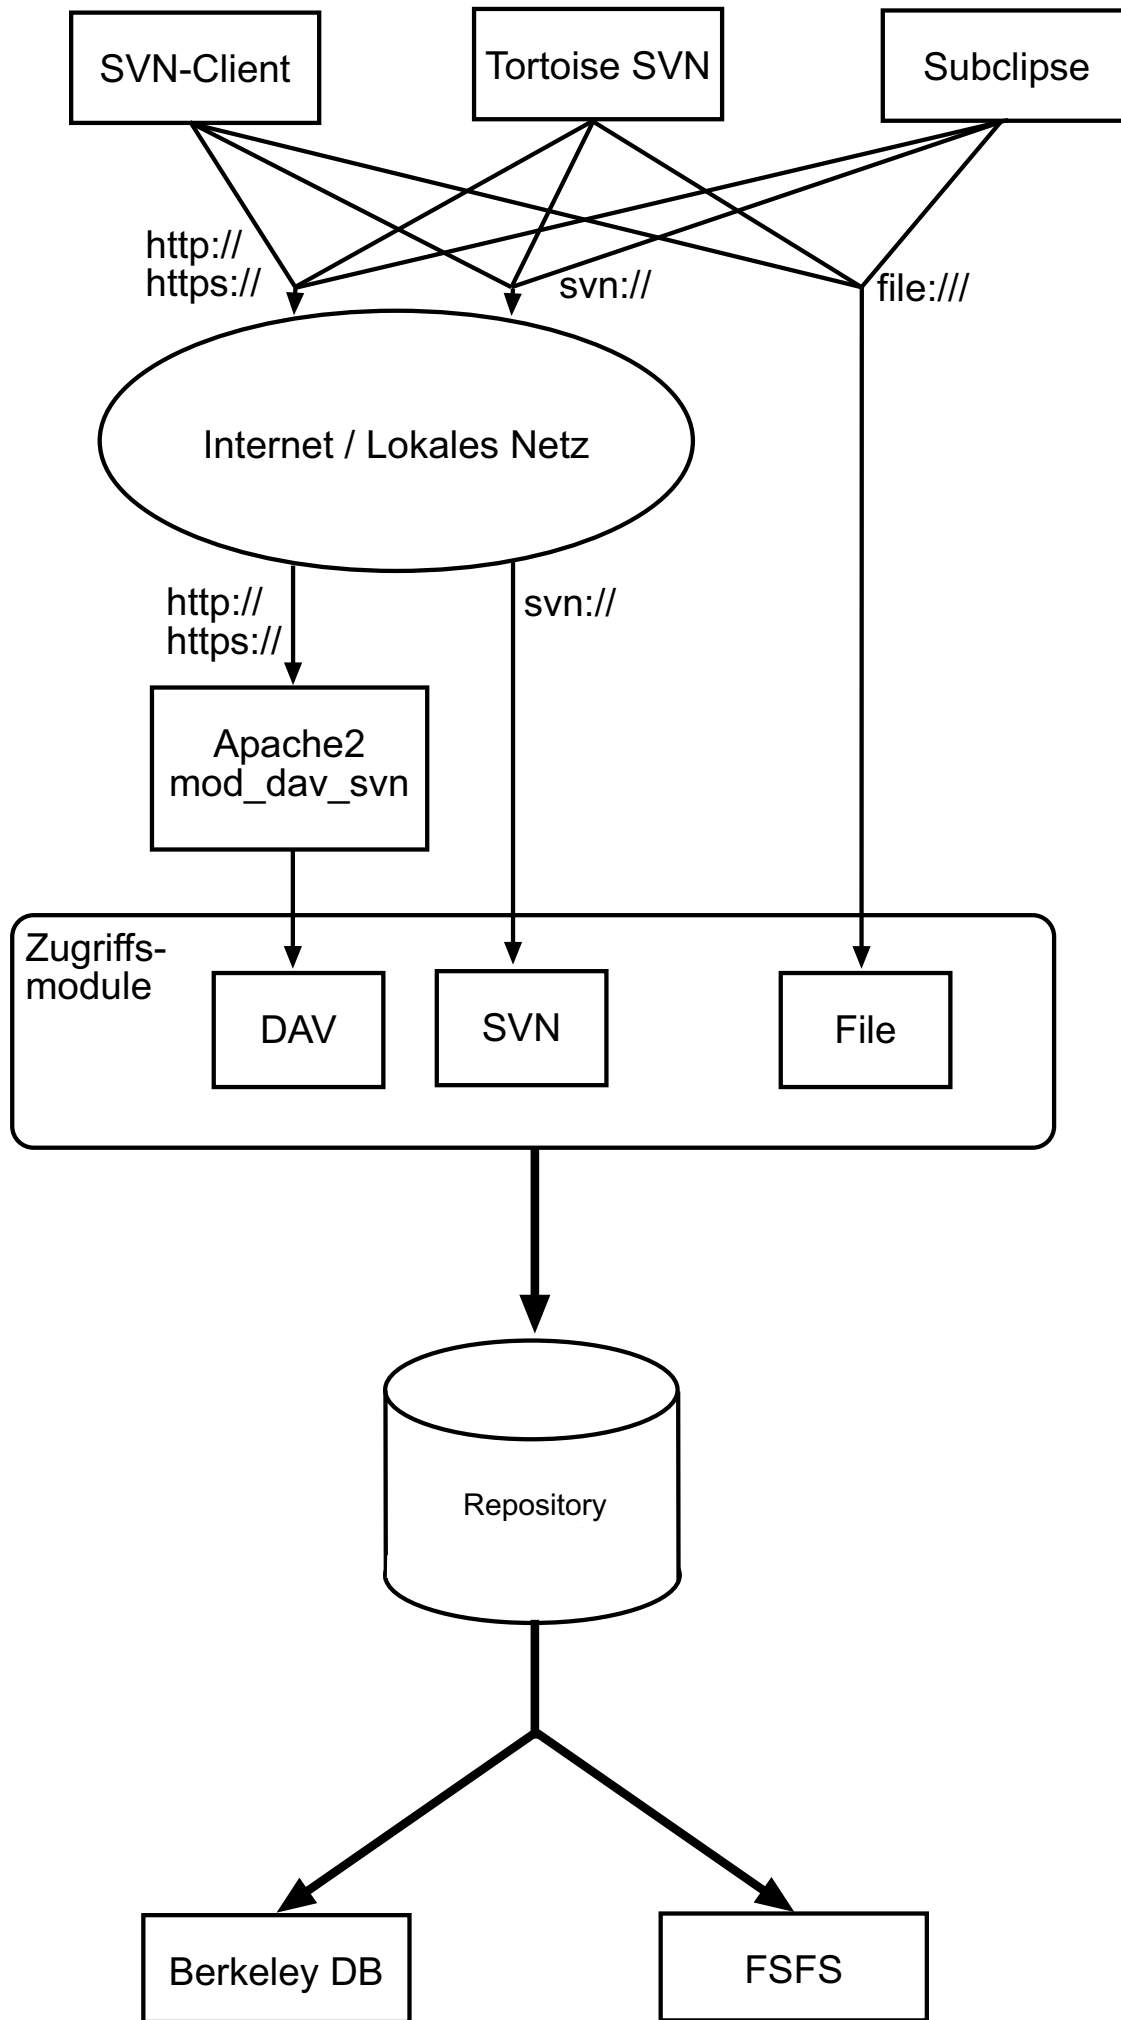 SVN-Client
Tortoise SVN
Subclipse
http://
https://
svn://
file:///
Internet / Lokales Netz
http://
https://
svn://
Apache2
mod_dav_svn
Zugriffs-
module
DAV
SVN
File
Repository
Berkeley DB
FSFS